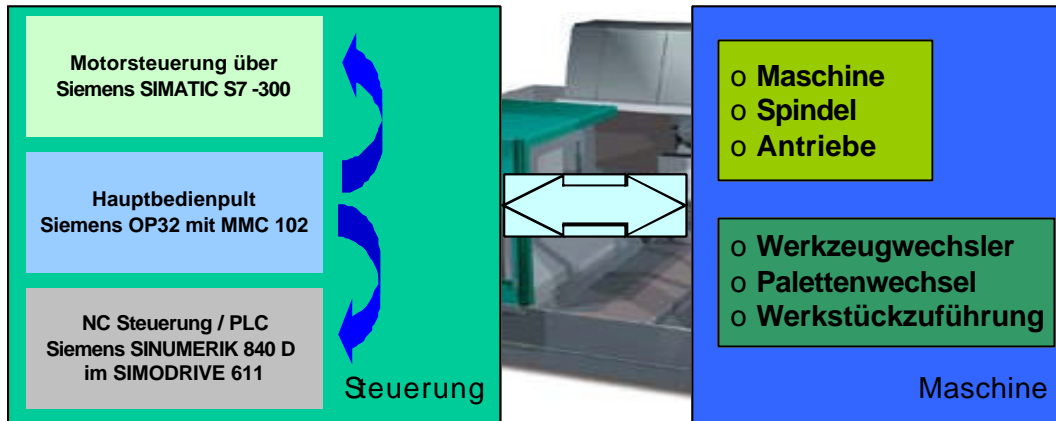 Motorsteuerung über
Siemens SIMATIC S7 -300
Hauptbedienpult
Siemens OP32 mit MMC 102
NC Steuerung / PLC
Siemens SINUMERIK 840 D
im SIMODRIVE 611
Steuerung
o Maschine
o Spindel
o Antriebe
o Werkzeugwechsler
o Palettenwechsel
o Werkstückzuführung
Maschine